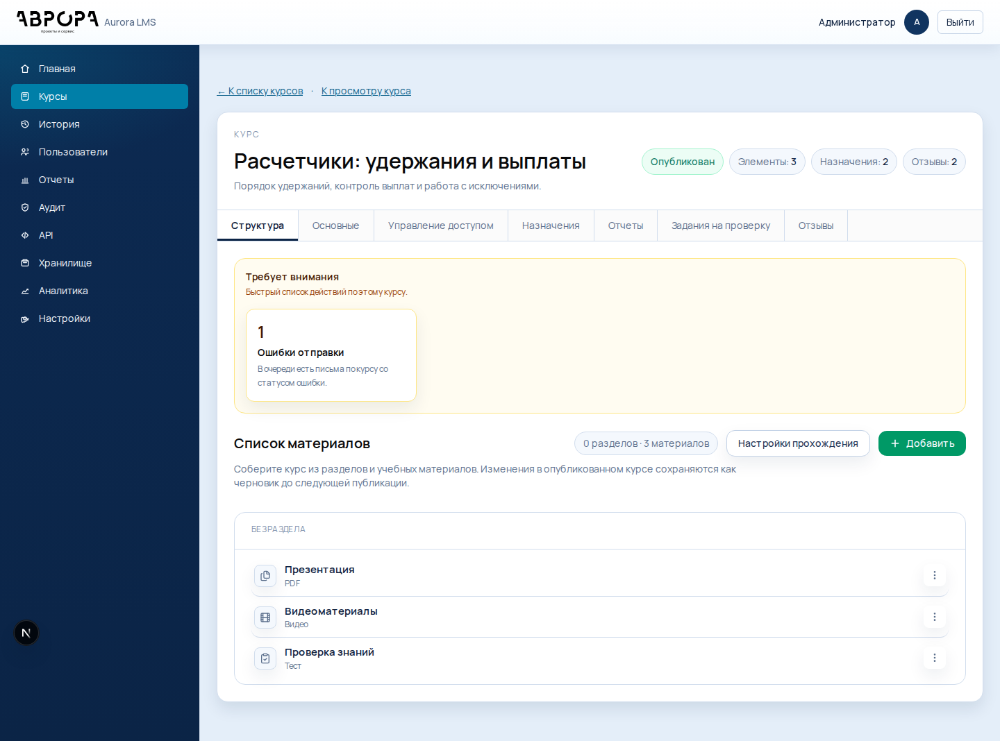 АВРОРА
проекты и сервис
Aurora LMS
Администратор
А
Выйти
Главная
Курсы
История
Пользователи
Отчеты
Аудит
API
Хранилище
Аналитика
Настройки
N
← К списку курсов · К просмотру курса
КУРС
Расчетчики: удержания и выплаты
Опубликован
Элементы: 3
Назначения: 2
Отзывы: 2
Порядок удержаний, контроль выплат и работа с исключениями.
Структура
Основные
Управление доступом
Назначения
Отчеты
Задания на проверку
Отзывы
Требует внимания
Быстрый список действий по этому курсу.
1
Ошибки отправки
В очереди есть письма по курсу со
статусом ошибки.
Список материалов
0 разделов · 3 материалов
Настройки прохождения
+ Добавить
Соберите курс из разделов и учебных материалов. Изменения в опубликованном курсе сохраняются как
черновик до следующей публикации.
БЕЗ РАЗДЕЛА
Презентация
PDF
Видеоматериалы
Видео
Проверка знаний
Тест